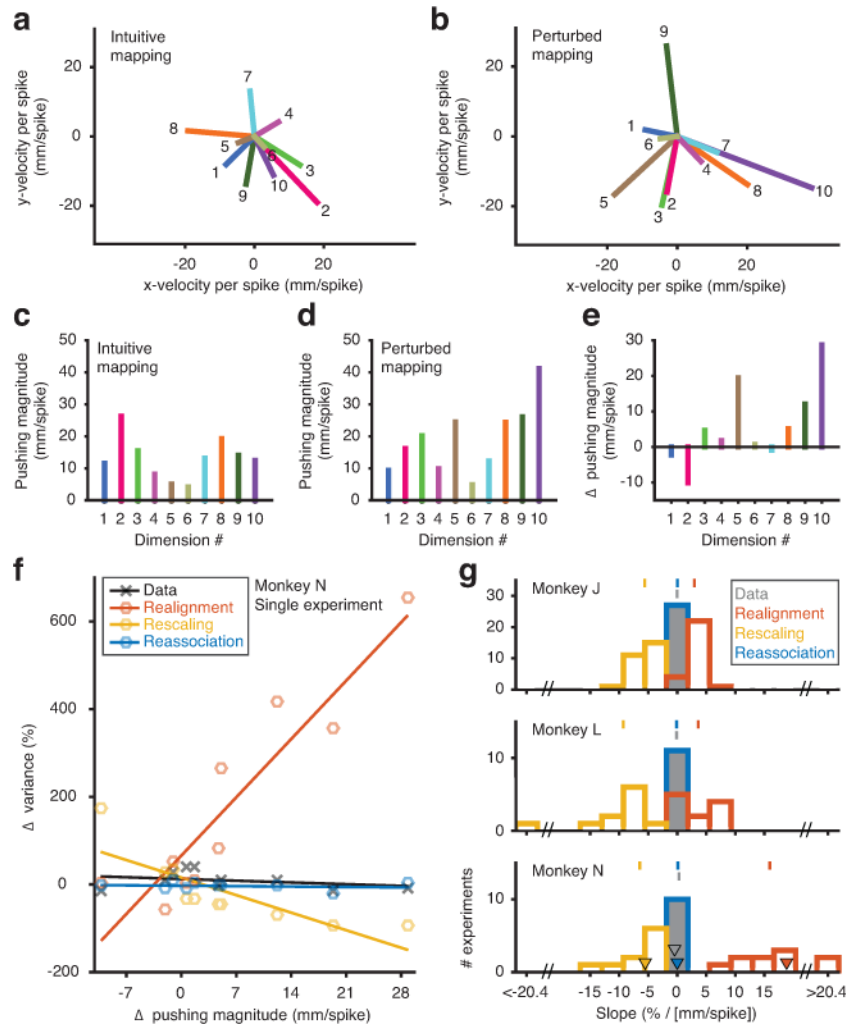 a
Intuitive
mapping
y-velocity per spike
(mm/spike)
20
0
-20
-20
0
20
x-velocity per spike (mm/spike)
7
4
8
5
6
3
1
10
9
2
b
Perturbed
mapping
y-velocity per spike
(mm/spike)
20
0
-20
-20
0
20
x-velocity per spike (mm/spike)
9
1
6
7
4
8
10
5
3
2
c
Intuitive
mapping
Pushing magnitude
(mm/spike)
50
40
30
20
10
0
1 2 3 4 5 6 7 8 9 10
Dimension #
d
Perturbed
mapping
Pushing magnitude
(mm/spike)
50
40
30
20
10
0
1 2 3 4 5 6 7 8 9 10
Dimension #
e
Δ pushing magnitude
(mm/spike)
30
20
10
0
-10
1 2 3 4 5 6 7 8 9 10
Dimension #
f
Data
Realignment
Rescaling
Reassociation
Monkey N
Single experiment
Δ variance (%)
600
400
200
0
-200
-7 0 7 14 21 28
Δ pushing magnitude (mm/spike)
g
Monkey J
30
20
10
0
Data
Realignment
Rescaling
Reassociation
Monkey L
10
0
Monkey N
# experiments
10
0
<-20.4 -15 -10 -5 0 5 10 15 >20.4
Slope (% / [mm/spike])